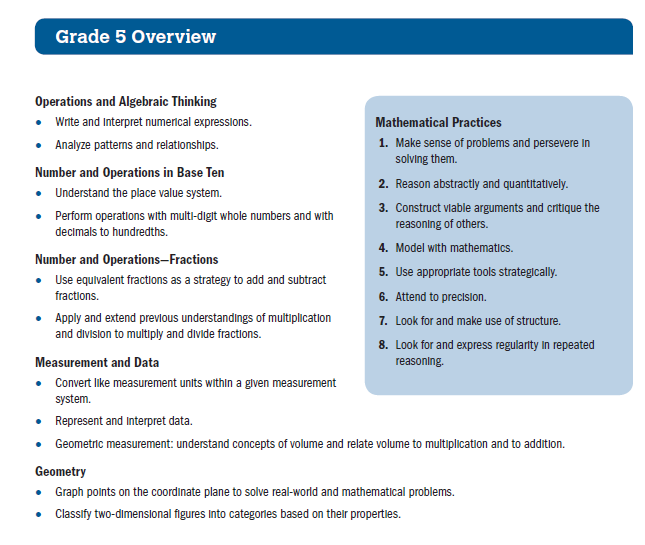 Grade 5 Overview
Operations and Algebraic Thinking
• Write and interpret numerical expressions.
• Analyze patterns and relationships.
Number and Operations in Base Ten
• Understand the place value system.
• Perform operations with multi-digit whole numbers and with
decimals to hundredths.
Number and Operations—Fractions
• Use equivalent fractions as a strategy to add and subtract
fractions.
• Apply and extend previous understandings of multiplication
and division to multiply and divide fractions.
Measurement and Data
• Convert like measurement units within a given measurement
system.
• Represent and interpret data.
• Geometric measurement: understand concepts of volume and relate volume to multiplication and to addition.
Geometry
• Graph points on the coordinate plane to solve real-world and mathematical problems.
• Classify two-dimensional figures into categories based on their properties.
Mathematical Practices
1. Make sense of problems and persevere in
solving them.
2. Reason abstractly and quantitatively.
3. Construct viable arguments and critique the
reasoning of others.
4. Model with mathematics.
5. Use appropriate tools strategically.
6. Attend to precision.
7. Look for and make use of structure.
8. Look for and express regularity in repeated
reasoning.